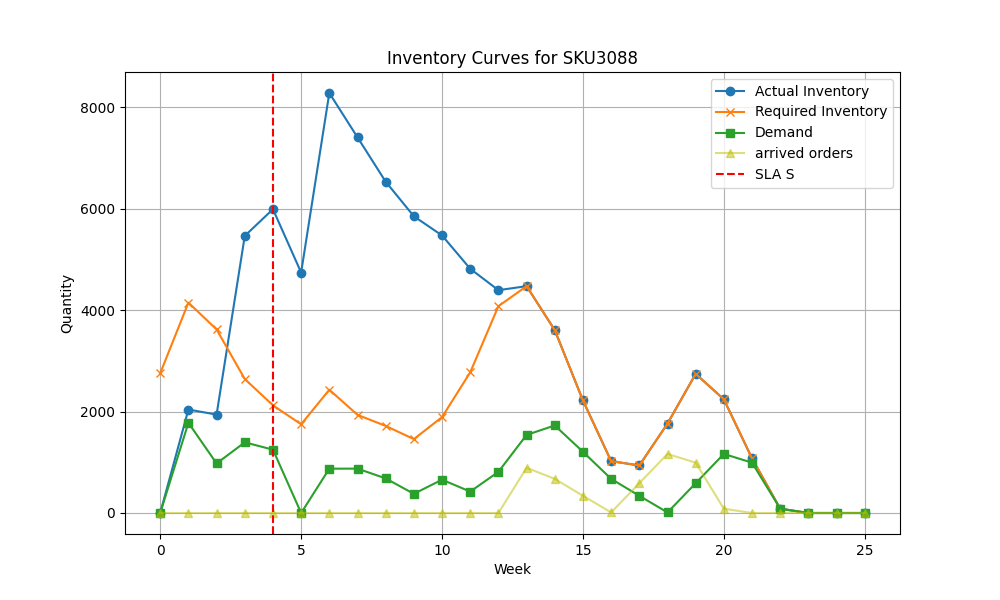 Inventory Curves for SKU3088
Actual Inventory
Required Inventory
Demand
arrived orders
SLA S
Quantity
8000
6000
4000
2000
0
0 5 10 15 20 25
Week